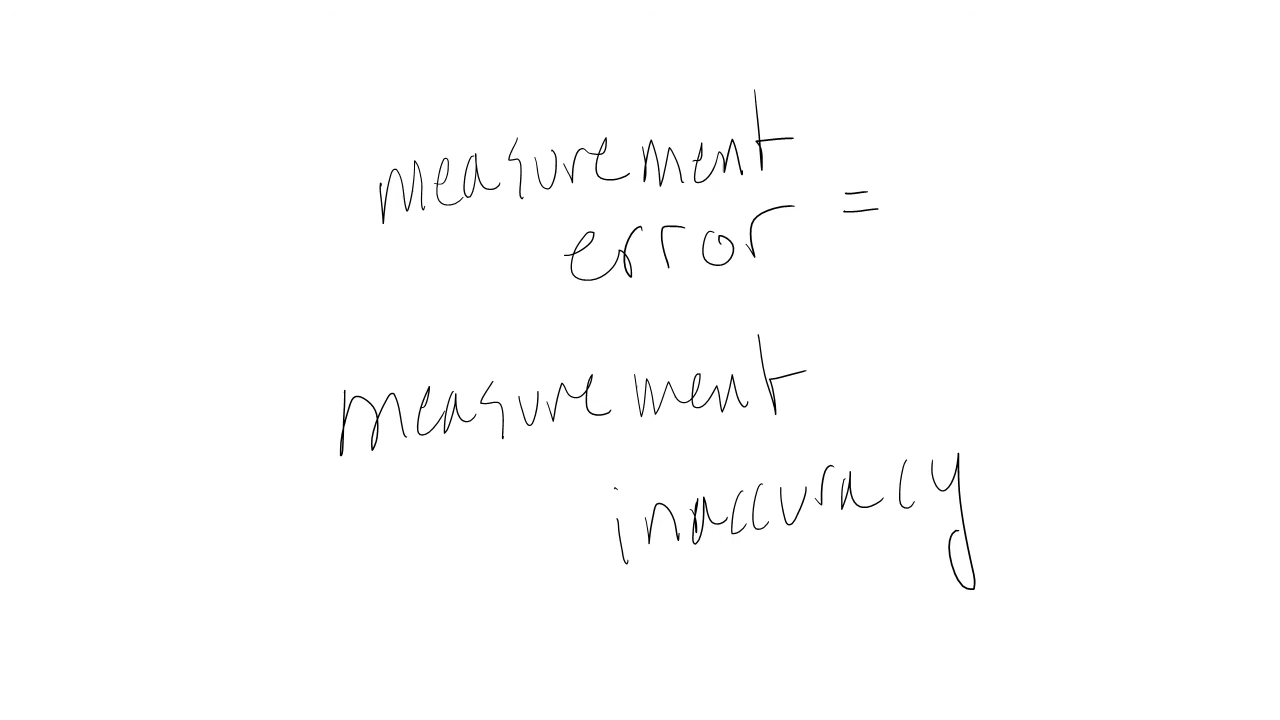 measurement
error =
measurement
inaccuracy